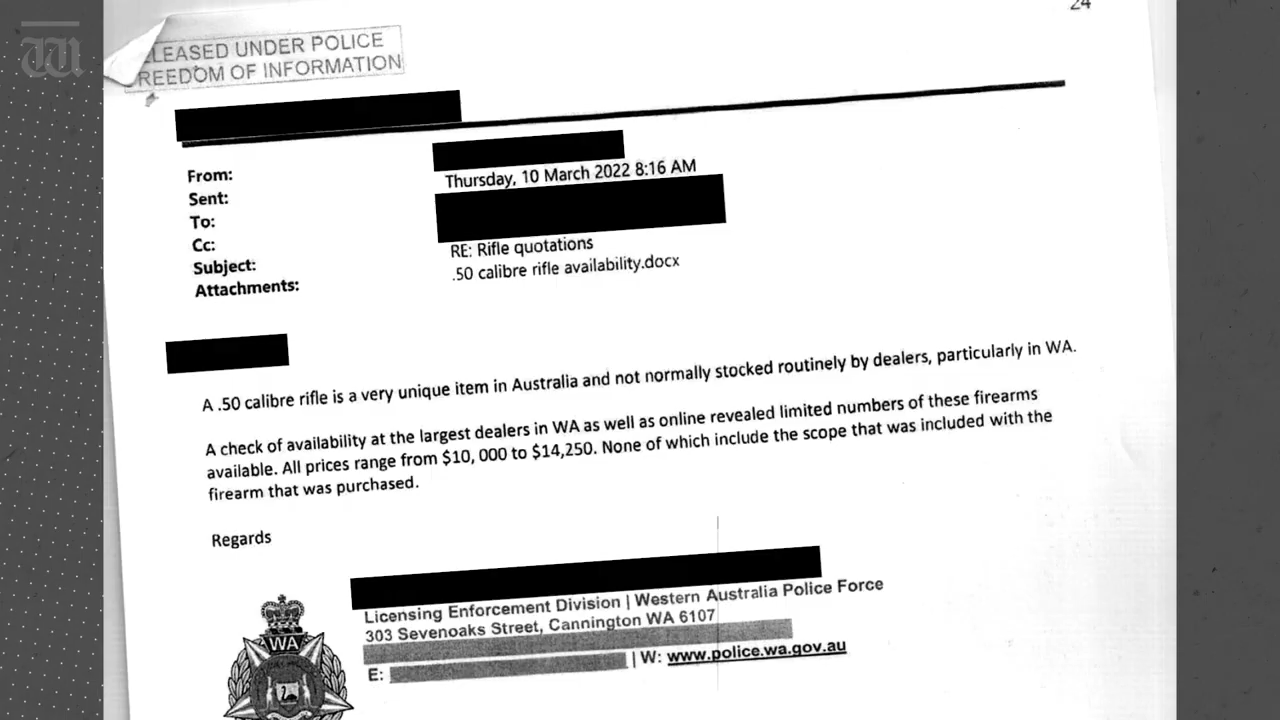 24
LEASED UNDER POLICE
REEDOM OF INFORMATION
From:
Sent: Thursday, 10 March 2022 8:16 AM
To:
Cc:
Subject: RE: Rifle quotations
Attachments: .50 calibre rifle availability.docx
A .50 calibre rifle is a very unique item in Australia and not normally stocked routinely by dealers, particularly in WA.
A check of availability at the largest dealers in WA as well as online revealed limited numbers of these firearms
available. All prices range from $10, 000 to $14,250. None of which include the scope that was included with the
firearm that was purchased.
Regards
Licensing Enforcement Division | Western Australia Police Force
303 Sevenoaks Street, Cannington WA 6107
E: | W: www.police.wa.gov.au
WA